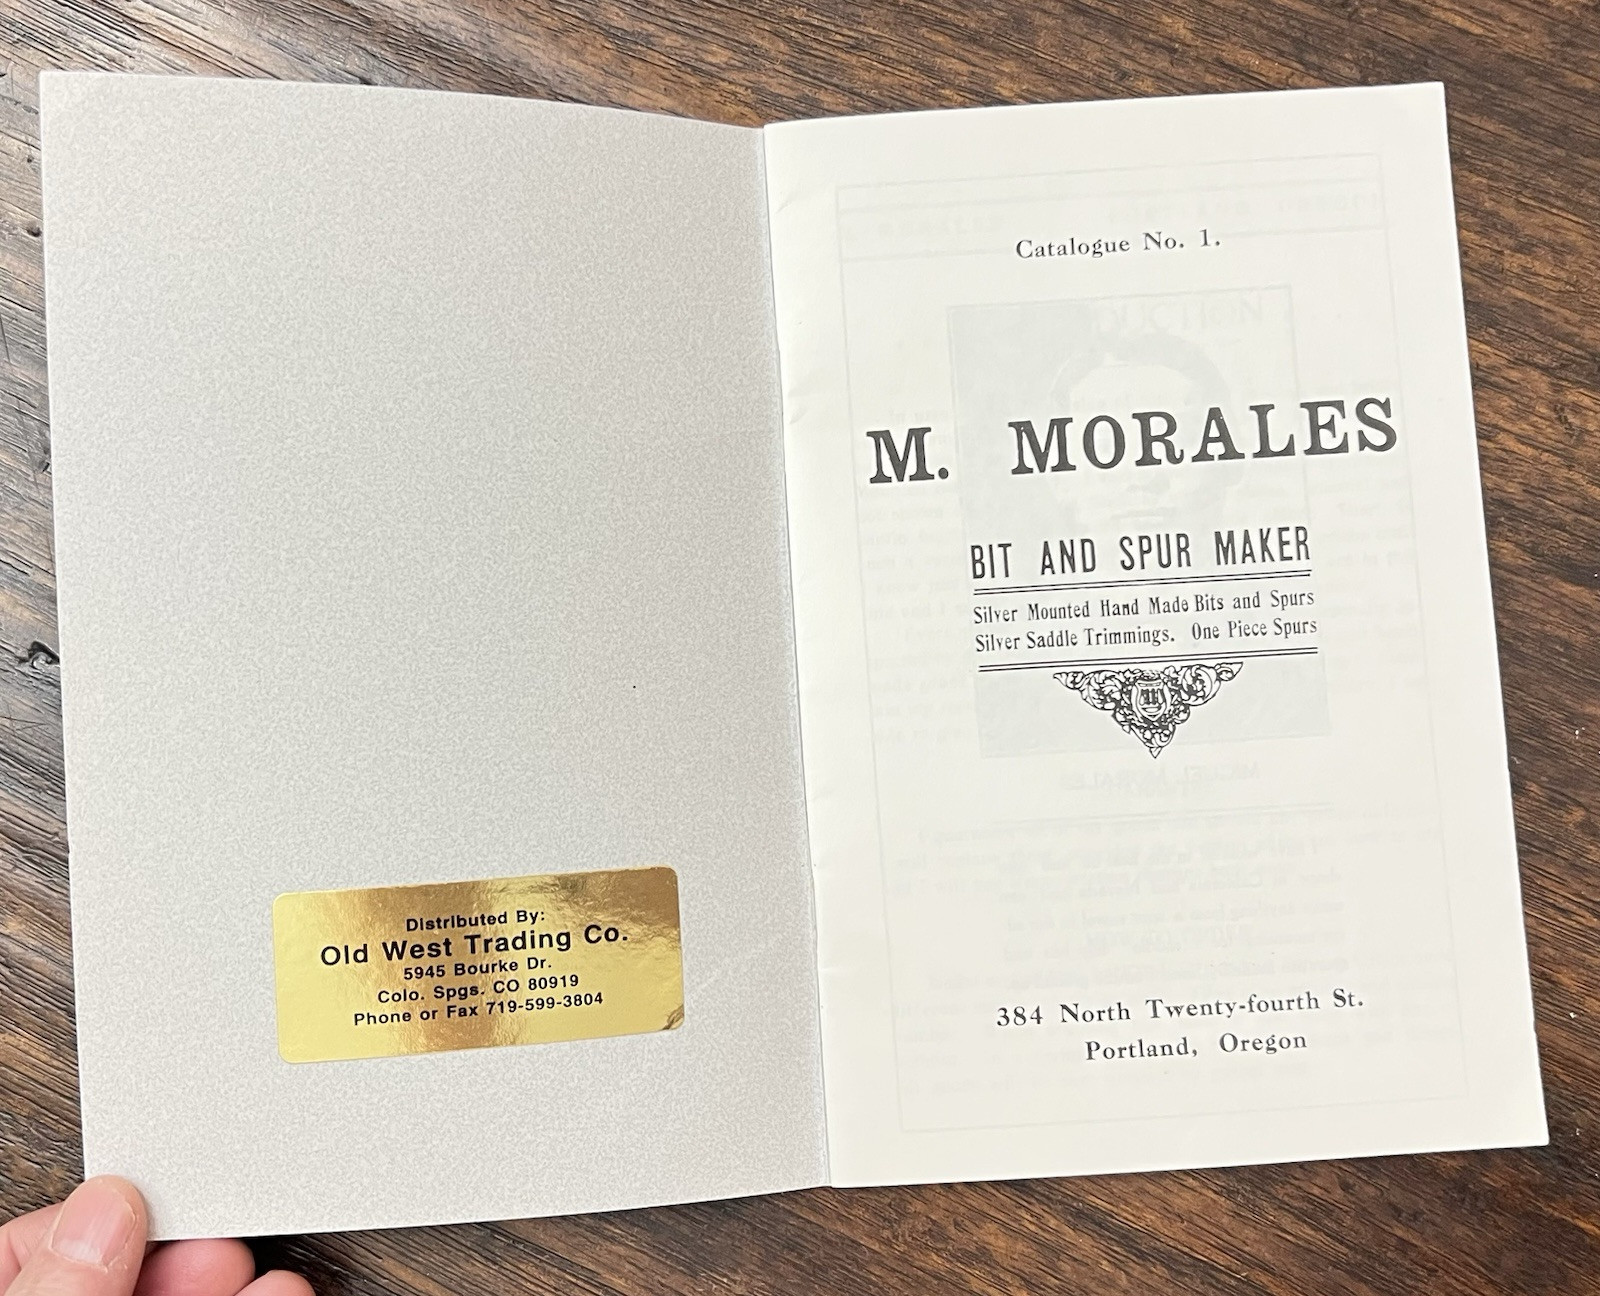 Distributed By:
Old West Trading Co.
5945 Bourke Dr.
Colo. Spgs. CO 80919
Phone or Fax 719-599-3804
Catalogue No. 1.
M. MORALES
BIT AND SPUR MAKER
Silver Mounted Hand Made Bits and Spurs
Silver Saddle Trimmings. One Piece Spurs
M
384 North Twenty-fourth St.
Portland, Oregon